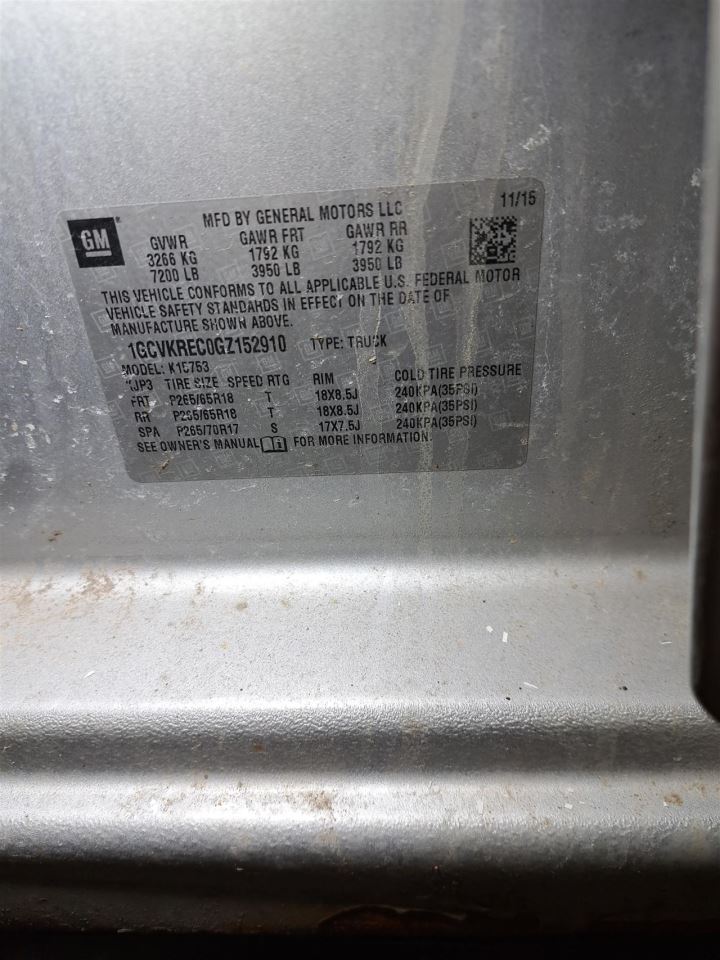 GM
MFD BY GENERAL MOTORS LLC 11/15
GVWR GAWR FRT GAWR RR
3266 KG 1792 KG 1792 KG
7200 LB 3950 LB 3950 LB
THIS VEHICLE CONFORMS TO ALL APPLICABLE U.S. FEDERAL MOTOR
VEHICLE SAFETY STANDARDS IN EFFECT ON THE DATE OF
MANUFACTURE SHOWN ABOVE.
1GCVKREC0GZ152910 TYPE: TRUCK
MODEL: K15753
TIRE SIZE SPEED RTG RIM COLD TIRE PRESSURE
FRT P265/65R18 T 18X8.5J 240KPA(35PSI)
RR P265/65R18 T 18X8.5J 240KPA(35PSI)
SPA P265/70R17 S 17X7.5J 240KPA(35PSI)
SEE OWNER'S MANUAL FOR MORE INFORMATION.